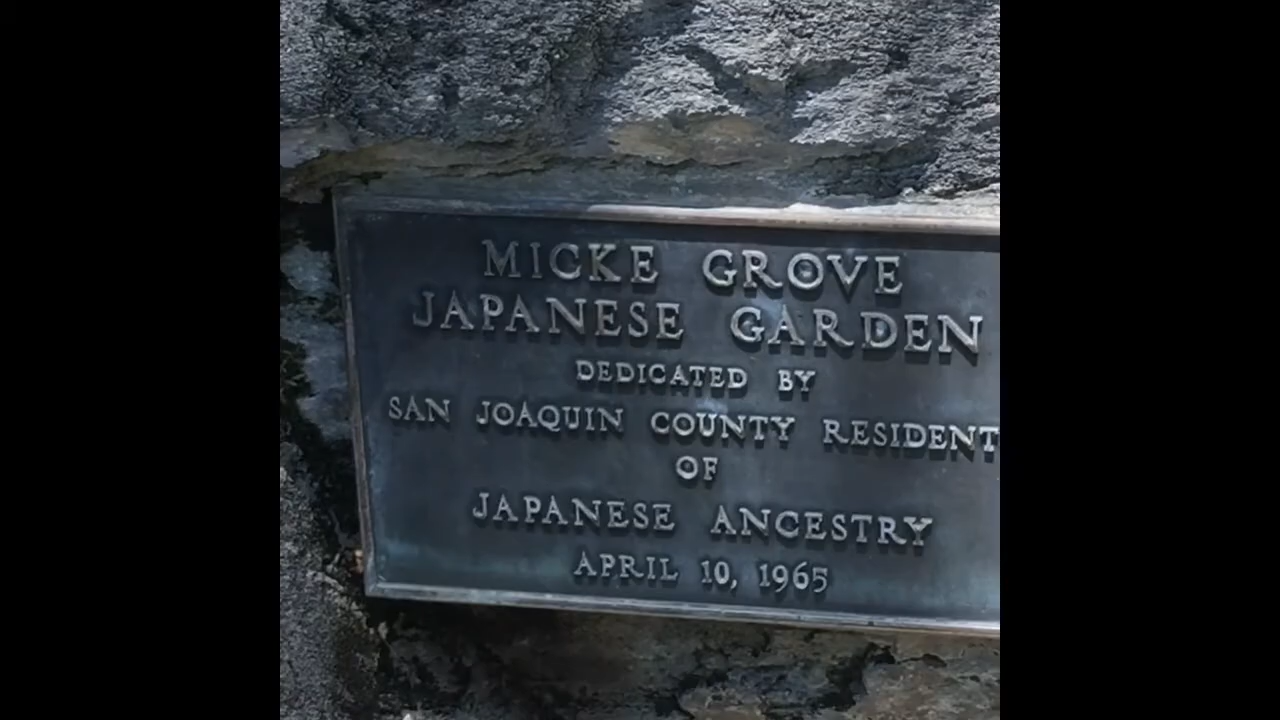 MICKE GROVE
JAPANESE GARDEN
DEDICATED BY
SAN JOAQUIN COUNTY RESIDENT
OF
JAPANESE ANCESTRY
APRIL 10, 1965